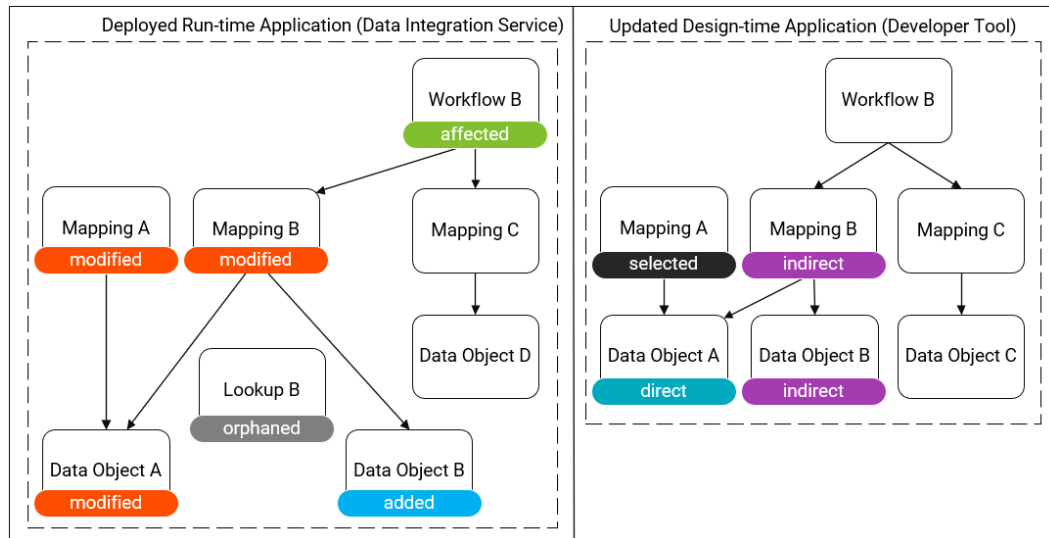 Deployed Run-time Application (Data Integration Service)
Workflow B
affected
Mapping A
modified
Mapping B
modified
Mapping C
Data Object D
Lookup B
orphaned
Data Object A
modified
Data Object B
added
Updated Design-time Application (Developer Tool)
Workflow B
Mapping A
selected
Mapping B
indirect
Mapping C
Data Object A
direct
Data Object B
indirect
Data Object C